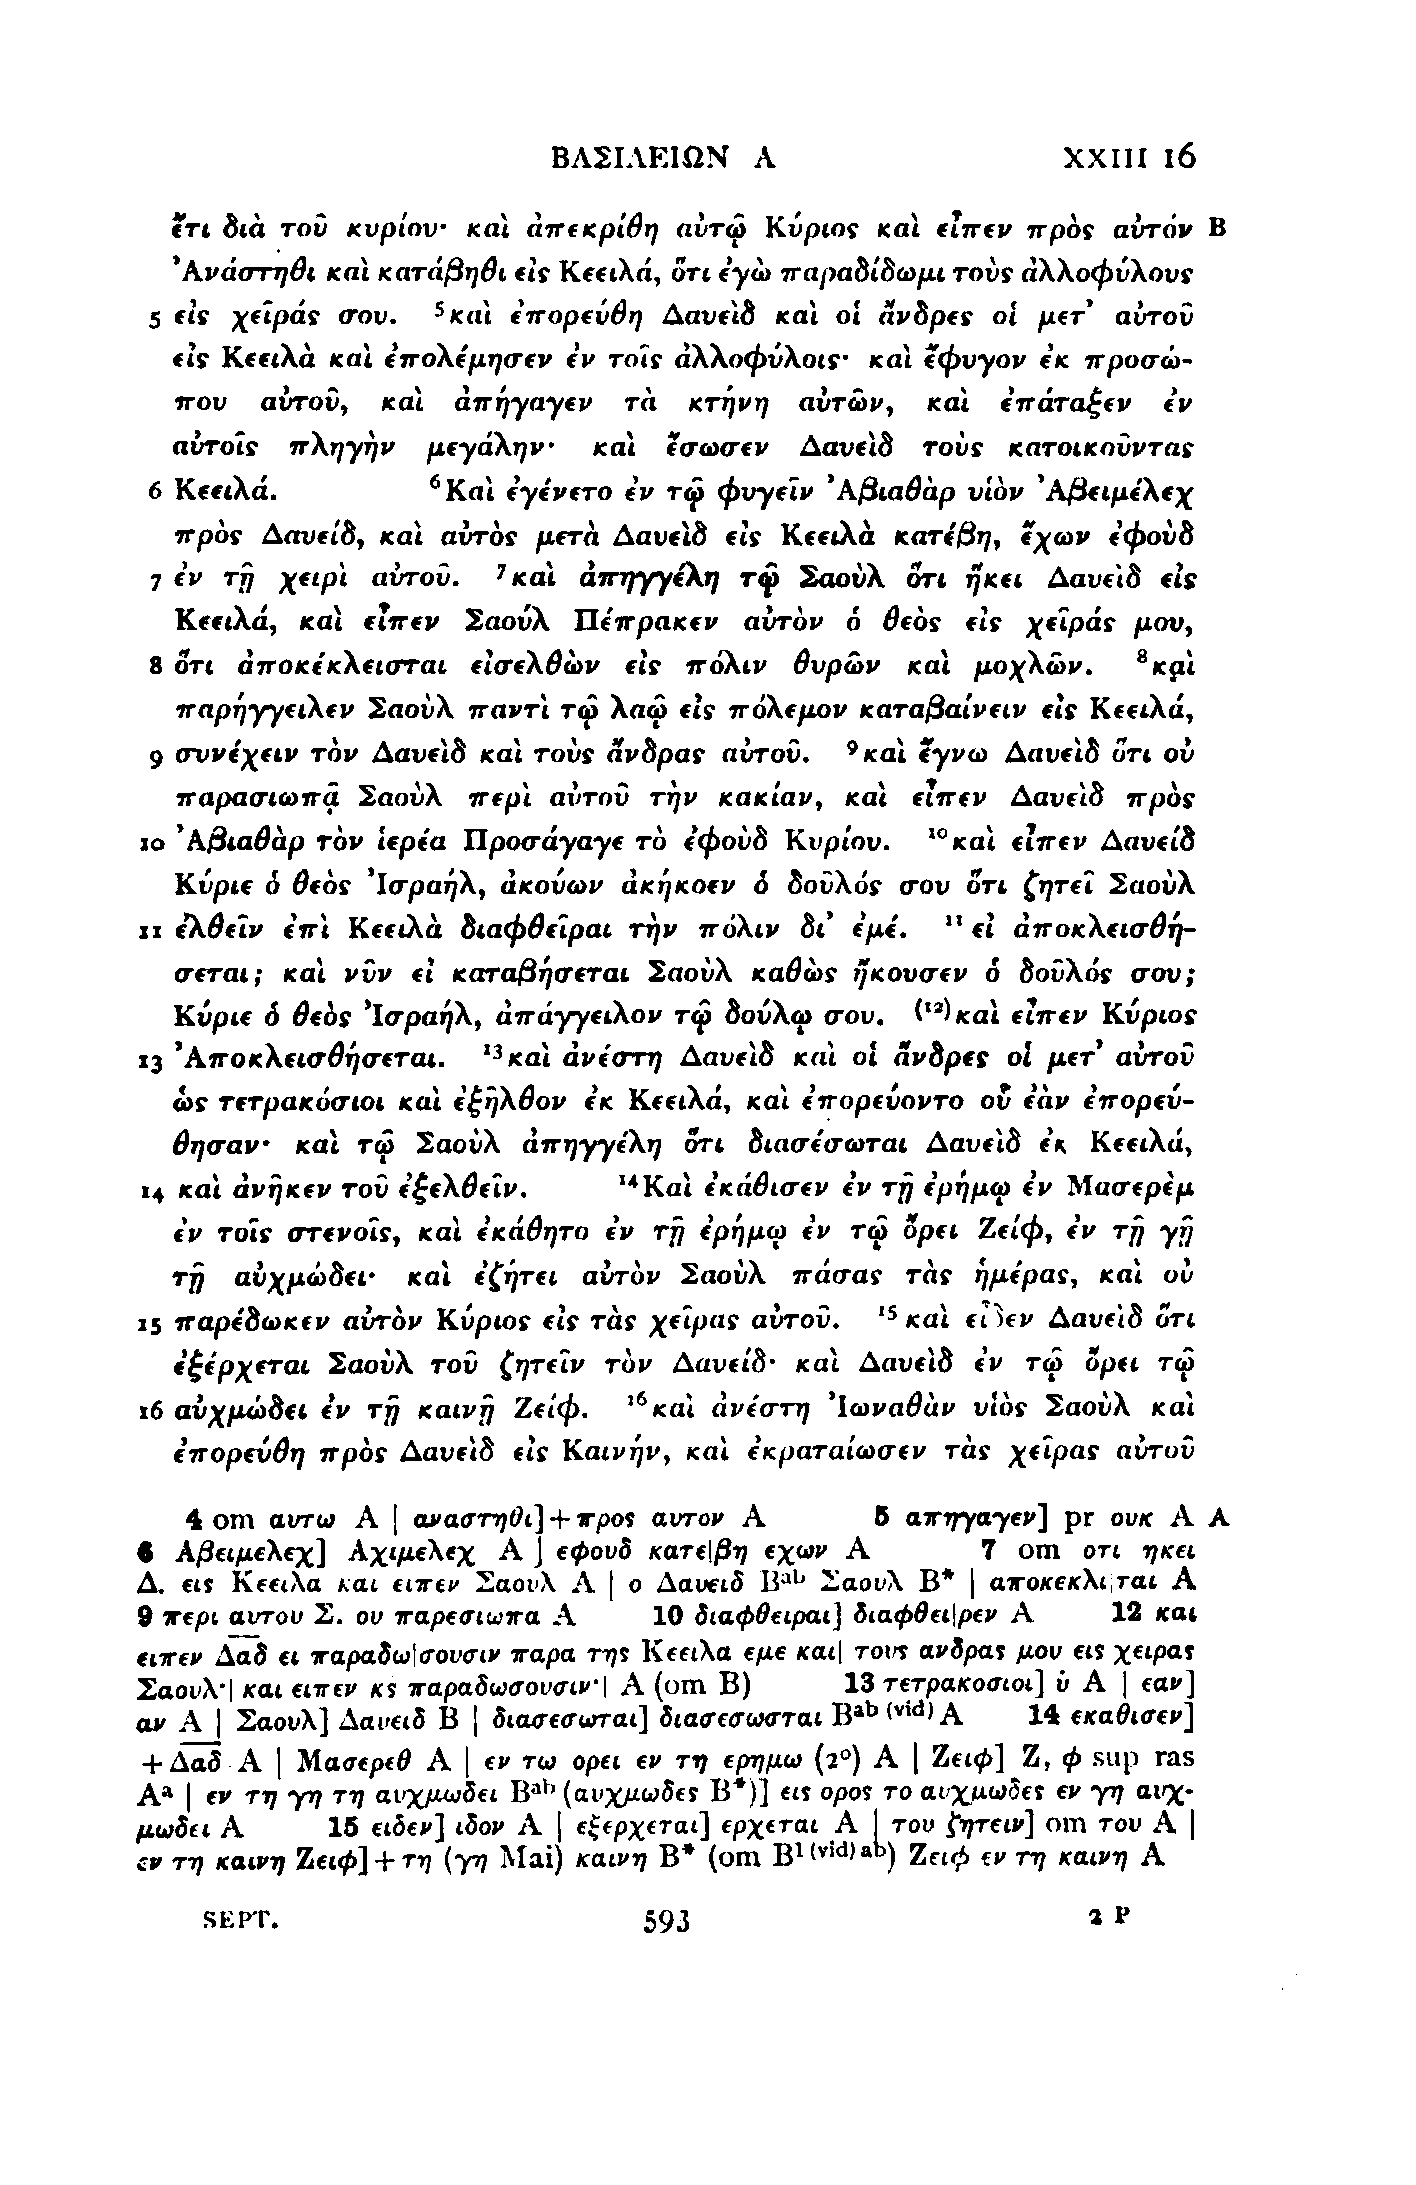 ΒΑΣΙΛΕΙΩΝ Α XXIII 16
ἔτι διὰ τοῦ κυρίου· καὶ ἀπεκρίθη αὐτῷ Κύριος καὶ εἶπεν πρὸς αὐτόν B
Ἀνάστηθι καὶ κατάβηθι εἰς Κεειλά, ὅτι ἐγὼ παραδίδωμι τοὺς ἀλλοφύλους
5 εἰς χεῖράς σου. ⁵καὶ ἐπορεύθη Δαυεὶδ καὶ οἱ ἄνδρες οἱ μετ᾽ αὐτοῦ
εἰς Κεειλὰ καὶ ἐπολέμησεν ἐν τοῖς ἀλλοφύλοις· καὶ ἔφυγον ἐκ προσώ-
που αὐτοῦ, καὶ ἀπήγαγεν τὰ κτήνη αὐτῶν, καὶ ἐπάταξεν ἐν
αὐτοῖς πληγὴν μεγάλην· καὶ ἔσωσεν Δαυεὶδ τοὺς κατοικοῦντας
6 Κεειλά. ⁶Καὶ ἐγένετο ἐν τῷ φυγεῖν Ἀβιαθὰρ υἱὸν Ἀβειμέλεχ
πρὸς Δαυείδ, καὶ αὐτὸς μετὰ Δαυεὶδ εἰς Κεειλὰ κατέβη, ἔχων ἐφοὺδ
7 ἐν τῇ χειρὶ αὐτοῦ. ⁷καὶ ἀπηγγέλη τῷ Σαοὺλ ὅτι ἥκει Δαυεὶδ εἰς
Κεειλά, καὶ εἶπεν Σαούλ Πέπρακεν αὐτὸν ὁ θεὸς εἰς χεῖράς μου,
8 ὅτι ἀποκέκλεισται εἰσελθὼν εἰς πόλιν θυρῶν καὶ μοχλῶν. ⁸καὶ
παρήγγειλεν Σαοὺλ παντὶ τῷ λαῷ εἰς πόλεμον καταβαίνειν εἰς Κεειλά,
9 συνέχειν τὸν Δαυεὶδ καὶ τοὺς ἄνδρας αὐτοῦ. ⁹καὶ ἔγνω Δαυεὶδ ὅτι οὐ
παρασιωπᾷ Σαοὺλ περὶ αὐτοῦ τὴν κακίαν, καὶ εἶπεν Δαυεὶδ πρὸς
10 Ἀβιαθὰρ τὸν ἱερέα Προσάγαγε τὸ ἐφοὺδ Κυρίου. ¹⁰καὶ εἶπεν Δαυείδ
Κύριε ὁ θεὸς Ἰσραήλ, ἀκούων ἀκήκοεν ὁ δοῦλός σου ὅτι ζητεῖ Σαοὺλ
11 ἐλθεῖν ἐπὶ Κεειλὰ διαφθεῖραι τὴν πόλιν δι᾽ ἐμέ. ¹¹εἰ ἀποκλεισθή-
σεται; καὶ νῦν εἰ καταβήσεται Σαοὺλ καθὼς ἤκουσεν ὁ δοῦλός σου;
Κύριε ὁ θεὸς Ἰσραήλ, ἀπάγγειλον τῷ δούλῳ σου. (¹²)καὶ εἶπεν Κύριος
13 Ἀποκλεισθήσεται. ¹³καὶ ἀνέστη Δαυεὶδ καὶ οἱ ἄνδρες οἱ μετ᾽ αὐτοῦ
ὡς τετρακόσιοι καὶ ἐξῆλθον ἐκ Κεειλά, καὶ ἐπορεύοντο οὗ ἐὰν ἐπορεύ-
θησαν· καὶ τῷ Σαοὺλ ἀπηγγέλη ὅτι διασέσωται Δαυεὶδ ἐκ Κεειλά,
14 καὶ ἀνῆκεν τοῦ ἐξελθεῖν. ¹⁴Καὶ ἐκάθισεν ἐν τῇ ἐρήμῳ ἐν Μασερὲμ
ἐν τοῖς στενοῖς, καὶ ἐκάθητο ἐν τῇ ἐρήμῳ ἐν τῷ ὄρει Ζείφ, ἐν τῇ γῇ
τῇ αὐχμώδει· καὶ ἐζήτει αὐτὸν Σαοὺλ πάσας τὰς ἡμέρας, καὶ οὐ
15 παρέδωκεν αὐτὸν Κύριος εἰς τὰς χεῖρας αὐτοῦ. ¹⁵καὶ εἶδεν Δαυεὶδ ὅτι
ἐξέρχεται Σαοὺλ τοῦ ζητεῖν τὸν Δαυείδ· καὶ Δαυεὶδ ἐν τῷ ὄρει τῷ
16 αὐχμώδει ἐν τῇ καινῇ Ζείφ. ¹⁶καὶ ἀνέστη Ἰωναθὰν υἱὸς Σαοὺλ καὶ
ἐπορεύθη πρὸς Δαυεὶδ εἰς Καινήν, καὶ ἐκραταίωσεν τὰς χεῖρας αὐτοῦ
4 om αυτω A | αναστηθι]+προς αυτον A 5 απηγαγεν] pr ουκ A A
6 Αβειμελεχ] Αχιμελεχ A | εφουδ κατε|βη εχων A 7 om οτι ηκει
Δ. εις Κεειλα και ειπεν Σαουλ A | ο Δαυειδ Bᵃᵇ Σαουλ B* | αποκεκλι|ται A
9 περι αυτου Σ. ου παρεσιωπα A 10 διαφθειραι] διαφθει|ρεν A 12 και
ειπεν Δα̅δ̅ ει παραδω|σουσιν παρα της Κεειλα εμε και| τους ανδρας μου εις χειρας
Σαουλ·| και ειπεν κς παραδωσουσιν·| A (om B) 13 τετρακοσιοι] ύ A | εαν]
αν A | Σαουλ] Δαυειδ B | διασεσωται] διασεσωσται Bᵃᵇ ⁽ᵛⁱᵈ⁾ A 14 εκαθισεν]
+Δα̅δ̅ A | Μασερεθ A | εν τω ορει εν τη ερημω (2°) A | Ζειφ] Ζ, φ sup ras
Aᵃ | εν τη γη τη αυχμωδει Bᵃᵇ (αυχμωδες B*)] εις ορος το αυχμωδες εν γη αυχ-
μωδει A 15 ειδεν] ιδον A | εξερχεται] ερχεται A | του ζητειν] om του A |
εν τη καινη Ζειφ]+τη (γη Mai) καινη B* (om B¹⁽ᵛⁱᵈ⁾ᵃᵇ) Ζειφ εν τη καινη A
SEPT. 593 2 P